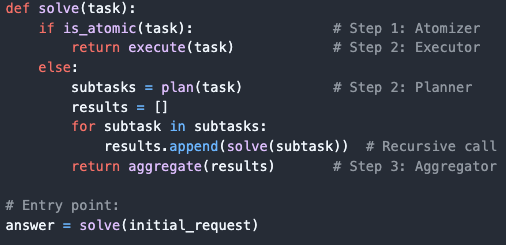 def solve(task):
    if is_atomic(task):                 # Step 1: Atomizer
        return execute(task)            # Step 2: Executor
    else:
        subtasks = plan(task)           # Step 2: Planner
        results = []
        for subtask in subtasks:
            results.append(solve(subtask))  # Recursive call
        return aggregate(results)       # Step 3: Aggregator

# Entry point:
answer = solve(initial_request)